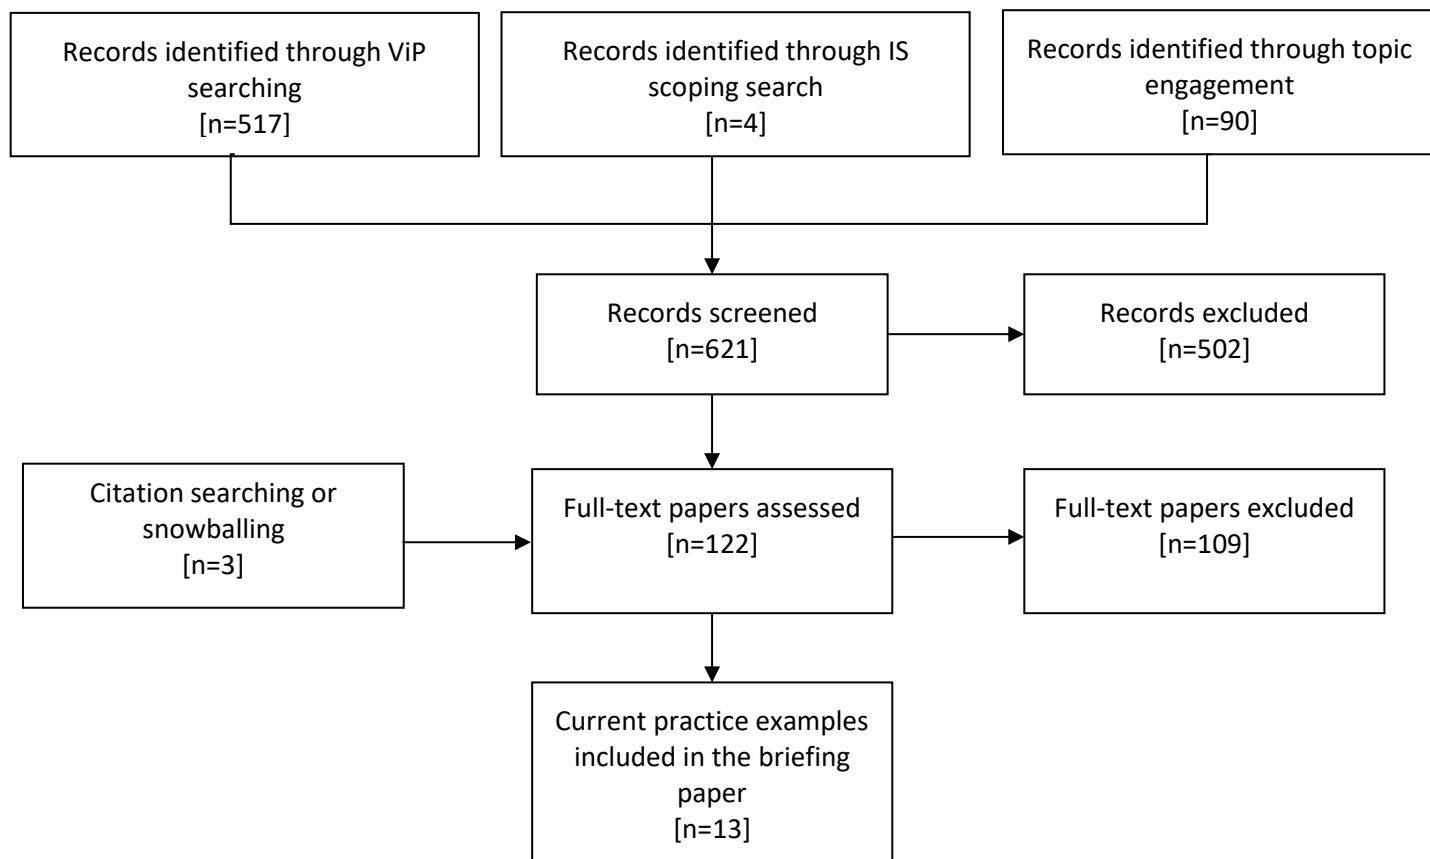 Records identified through ViP
searching
[n=517]
Records identified through IS
scoping search
[n=4]
Records identified through topic
engagement
[n=90]
Records screened
[n=621]
Records excluded
[n=502]
Citation searching or
snowballing
[n=3]
Full-text papers assessed
[n=122]
Full-text papers excluded
[n=109]
Current practice examples
included in the briefing
paper
[n=13]